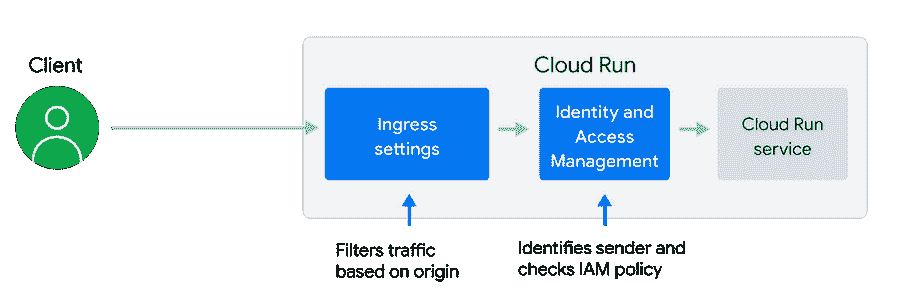 Client
Cloud Run
Ingress
settings
Identity and
Access
Management
Cloud Run
service
Filters traffic
based on origin
Identifies sender and
checks IAM policy